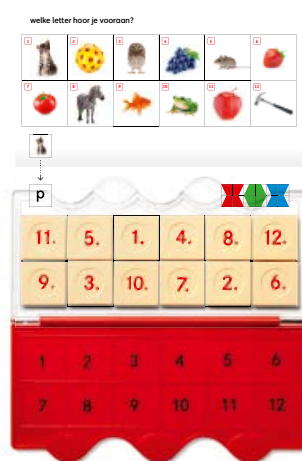 welke letter hoor je vooraan?
1 2 3 4 5 6
7 8 9 10 11 12
p
11. 5. 1. 4. 8. 12.
9. 3. 10. 7. 2. 6.
1 2 3 4 5 6
7 8 9 10 11 12